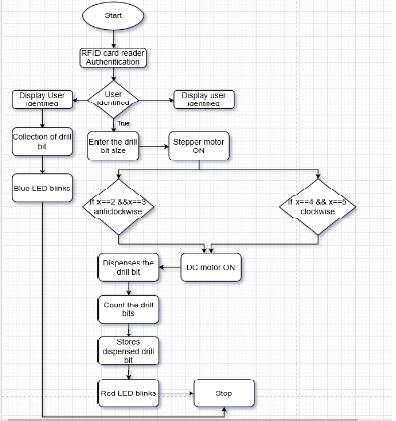 Start
RFID card reader
Authentication
User
identified
Display User
identified
Display user
identified
True
Collection of drill
bit
Enter the drill
bit size
Stepper motor
ON
Blue LED blinks
If x==2 &&x==3
anticlockwise
If x==4 && x==5
clockwise
Dispenses the
drill bit
DC motor ON
Count the drill
bits
Stores
dispensed drill
bit
Red LED blinks
Stop